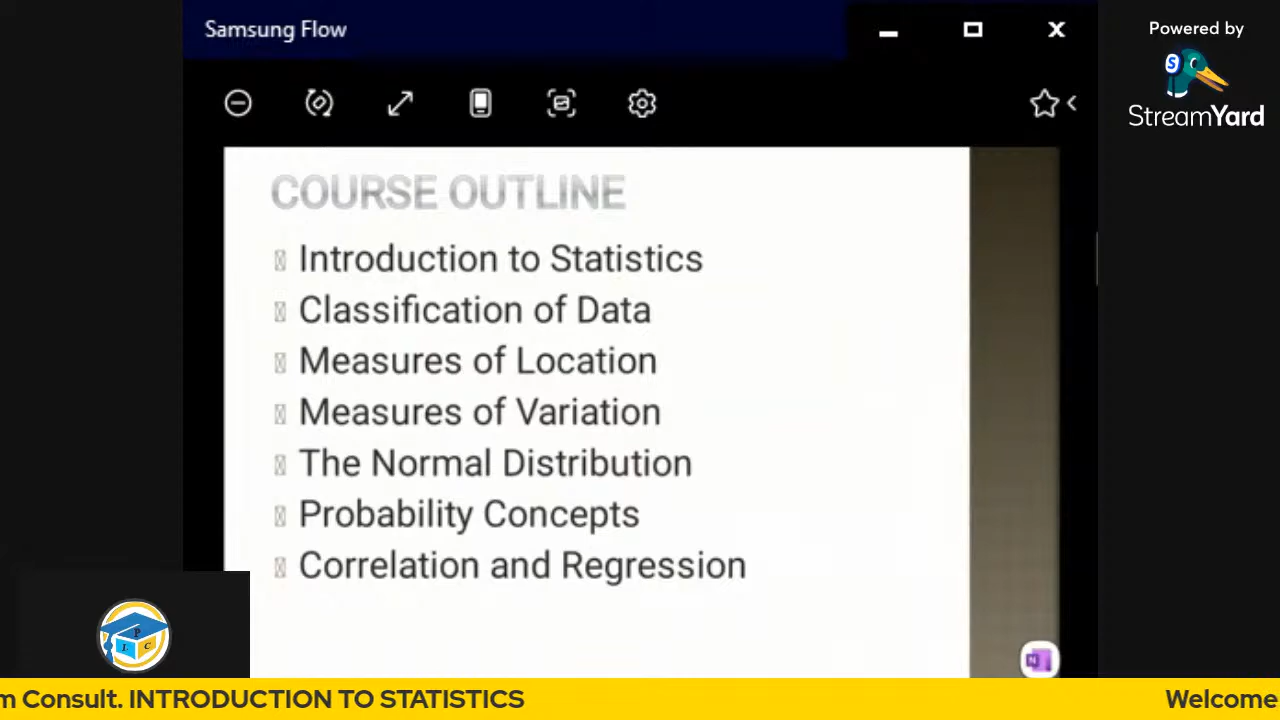 Samsung Flow
Powered by
StreamYard
COURSE OUTLINE
Introduction to Statistics
Classification of Data
Measures of Location
Measures of Variation
The Normal Distribution
Probability Concepts
Correlation and Regression
P
L C
N
m Consult. INTRODUCTION TO STATISTICS
Welcome